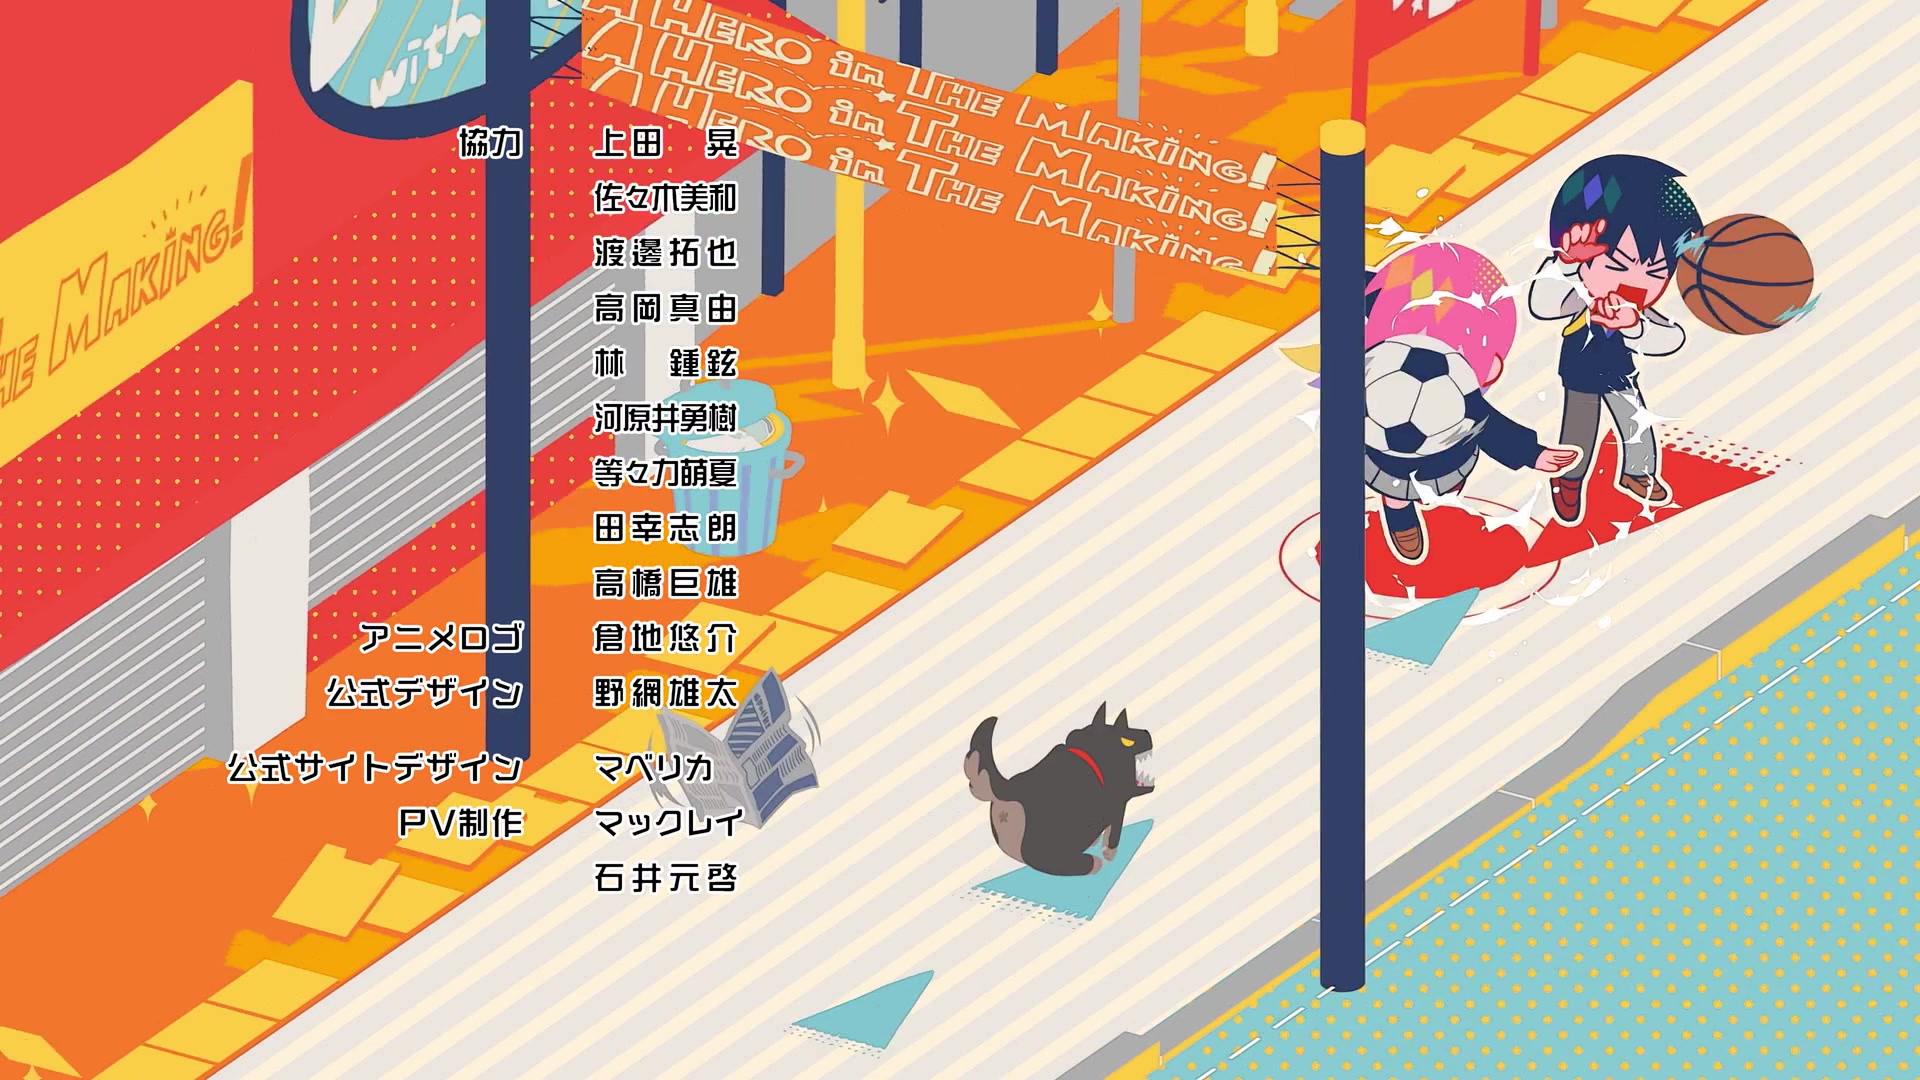 with
A HERO in THE MAKING!
A HERO in THE MAKING!
A HERO in THE MAKING!
THE MAKING!
協力 上田 晃
佐々木美和
渡邊拓也
高岡真由
林 鍾鉉
河原井勇樹
等々力萌夏
田幸志朗
高橋巨雄
アニメロゴ 倉地悠介
公式デザイン 野網雄太
公式サイトデザイン マベリカ
PV制作 マックレイ
石井元啓